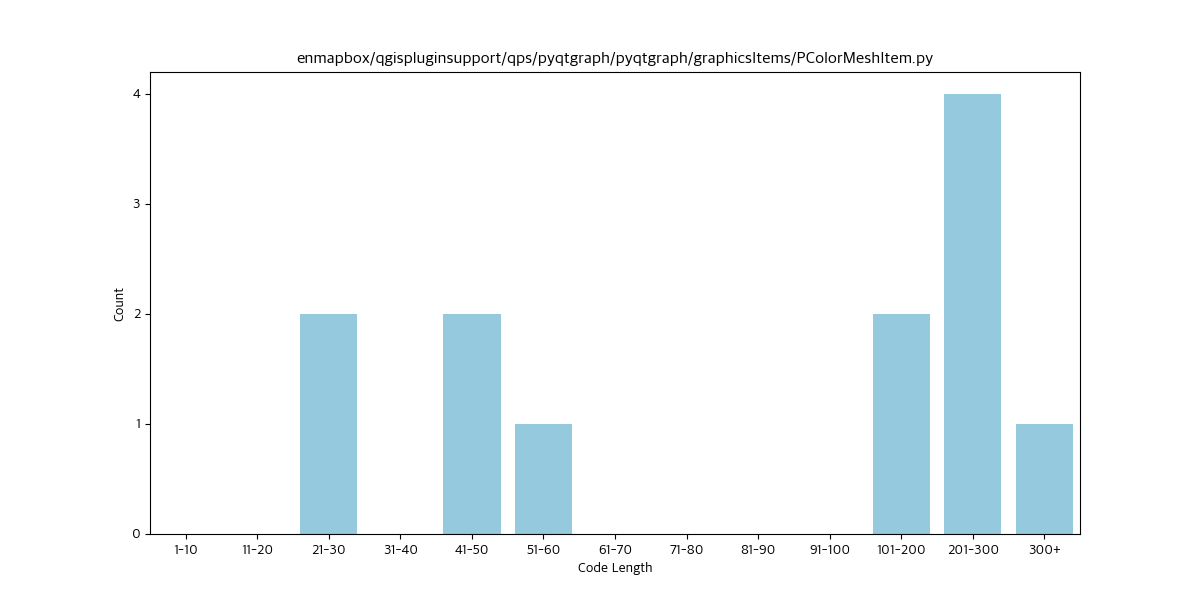 enmapbox/qgispluginsupport/qps/pyqtgraph/pyqtgraph/graphicsItems/PColorMeshItem.py
4
3
2
1
0
Count
1-10 11-20 21-30 31-40 41-50 51-60 61-70 71-80 81-90 91-100 101-200 201-300 300+
Code Length